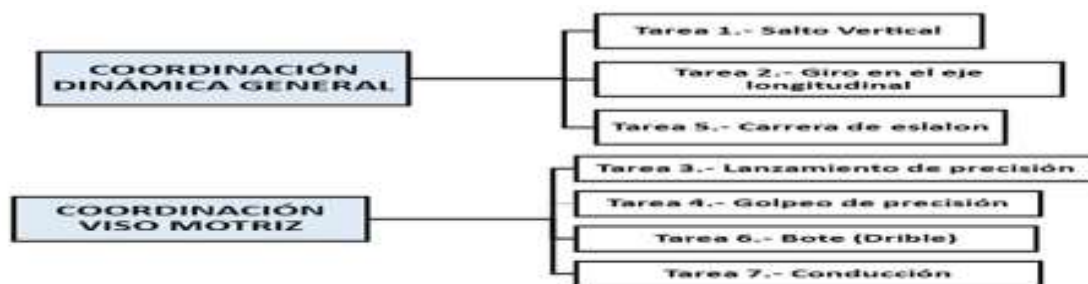 COORDINACIÓN
DINÁMICA GENERAL
Tarea 1.- Salto Vertical
Tarea 2.- Giro en el eje
longitudinal
Tarea 5.- Carrera de eslalon
COORDINACIÓN
VISO MOTRIZ
Tarea 3.- Lanzamiento de precisión
Tarea 4.- Golpeo de precisión
Tarea 6.- Bote (Drible)
Tarea 7.- Conducción